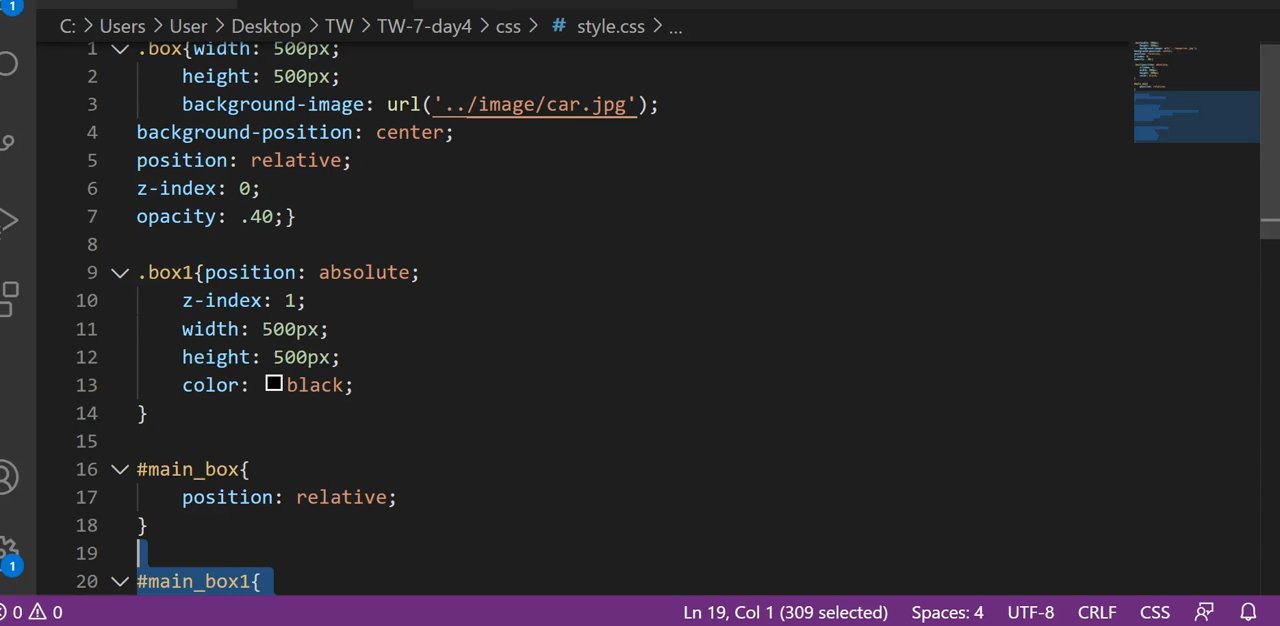 1
C: > Users > User > Desktop > TW > TW-7-day4 > css > # style.css > ...
1 .box{width: 500px;
2 height: 500px;
3 background-image: url('../image/car.jpg');
4 background-position: center;
5 position: relative;
6 z-index: 0;
7 opacity: .40;}
8
9 .box1{position: absolute;
10 z-index: 1;
11 width: 500px;
12 height: 500px;
13 color: black;
14 }
15
16 #main_box{
17 position: relative;
18 }
19
20 #main_box1{
1
0 0 Ln 19, Col 1 (309 selected) Spaces: 4 UTF-8 CRLF CSS